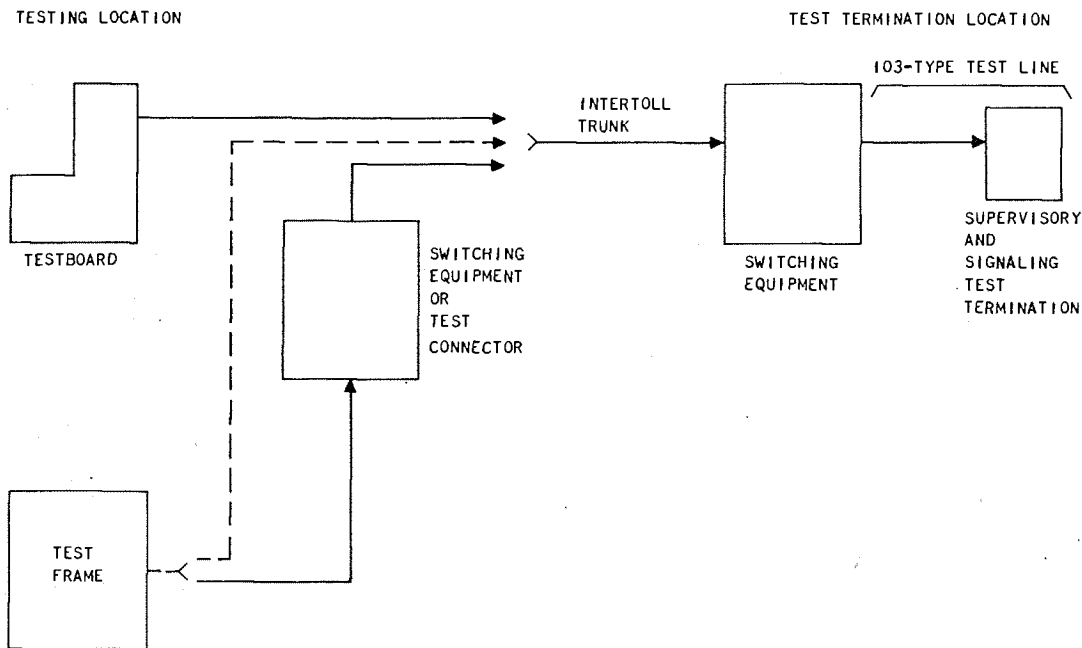 TESTING LOCATION
TEST TERMINATION LOCATION
103-TYPE TEST LINE
INTERTOLL
TRUNK
TESTBOARD
SWITCHING
EQUIPMENT
OR
TEST
CONNECTOR
SWITCHING
EQUIPMENT
SUPERVISORY
AND
SIGNALING
TEST
TERMINATION
TEST
FRAME